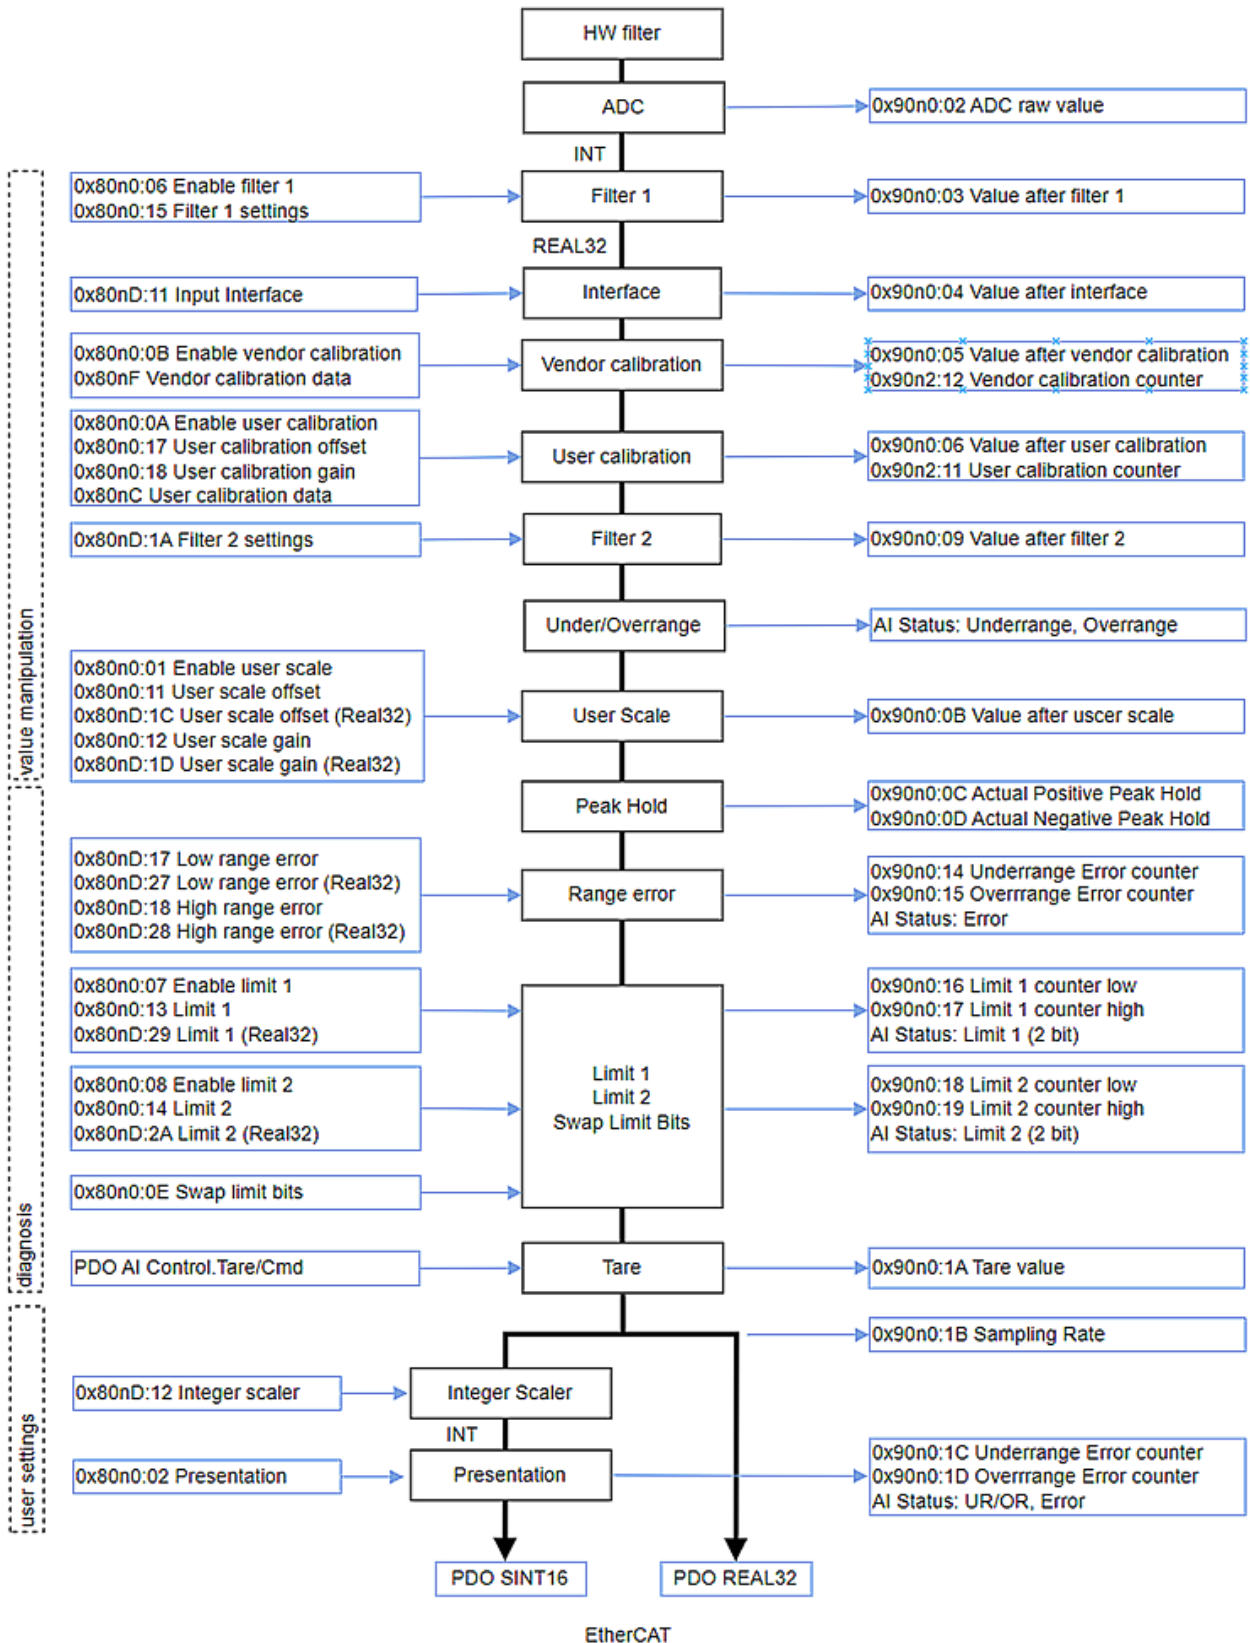 HW filter
ADC
0x90n0:02 ADC raw value
INT
0x80n0:06 Enable filter 1
0x80n0:15 Filter 1 settings
Filter 1
0x90n0:03 Value after filter 1
REAL32
0x80nD:11 Input Interface
Interface
0x90n0:04 Value after interface
0x80n0:0B Enable vendor calibration
0x80nF Vendor calibration data
Vendor calibration
0x90n0:05 Value after vendor calibration
0x90n2:12 Vendor calibration counter
0x80n0:0A Enable user calibration
0x80n0:17 User calibration offset
0x80n0:18 User calibration gain
0x80nC User calibration data
User calibration
0x90n0:06 Value after user calibration
0x90n2:11 User calibration counter
0x80nD:1A Filter 2 settings
Filter 2
0x90n0:09 Value after filter 2
Under/Overrange
AI Status: Underrange, Overrange
value manipulation
0x80n0:01 Enable user scale
0x80n0:11 User scale offset
0x80nD:1C User scale offset (Real32)
0x80n0:12 User scale gain
0x80nD:1D User scale gain (Real32)
User Scale
0x90n0:0B Value after uscer scale
Peak Hold
0x90n0:0C Actual Positive Peak Hold
0x90n0:0D Actual Negative Peak Hold
0x80nD:17 Low range error
0x80nD:27 Low range error (Real32)
0x80nD:18 High range error
0x80nD:28 High range error (Real32)
Range error
0x90n0:14 Underrange Error counter
0x90n0:15 Overrrange Error counter
AI Status: Error
0x80n0:07 Enable limit 1
0x80n0:13 Limit 1
0x80nD:29 Limit 1 (Real32)
0x90n0:16 Limit 1 counter low
0x90n0:17 Limit 1 counter high
AI Status: Limit 1 (2 bit)
Limit 1
Limit 2
Swap Limit Bits
0x80n0:08 Enable limit 2
0x80n0:14 Limit 2
0x80nD:2A Limit 2 (Real32)
0x90n0:18 Limit 2 counter low
0x90n0:19 Limit 2 counter high
AI Status: Limit 2 (2 bit)
0x80n0:0E Swap limit bits
diagnosis
PDO AI Control.Tare/Cmd
Tare
0x90n0:1A Tare value
0x90n0:1B Sampling Rate
user settings
0x80nD:12 Integer scaler
Integer Scaler
INT
0x80n0:02 Presentation
Presentation
0x90n0:1C Underrange Error counter
0x90n0:1D Overrrange Error counter
AI Status: UR/OR, Error
PDO SINT16
PDO REAL32
EtherCAT